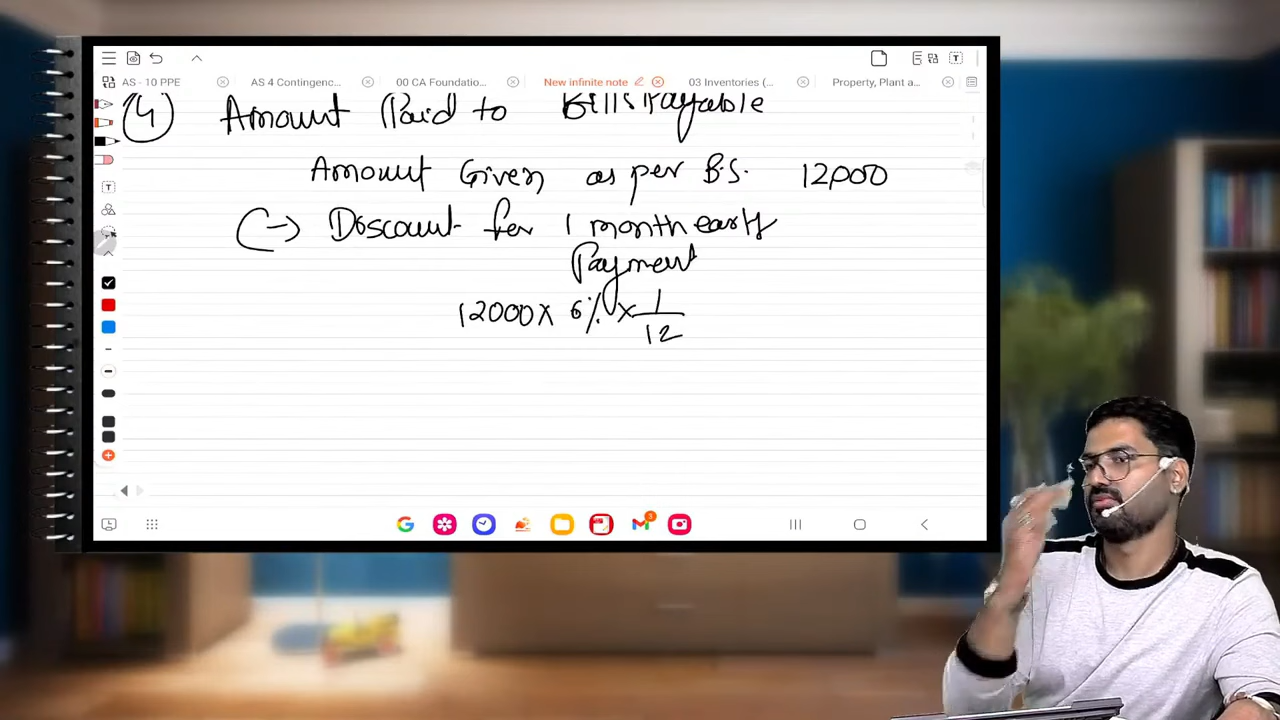 AS - 10 PPE
AS 4 Contingenc...
00 CA Foundatio...
New infinite note
03 Inventories (...
Property, Plant a...
(4) Amount Paid to Bills Payable
Amount Given as per B.S. 12000
(-) Discount for 1 month early
Payment
12000 x 6% x 1/12